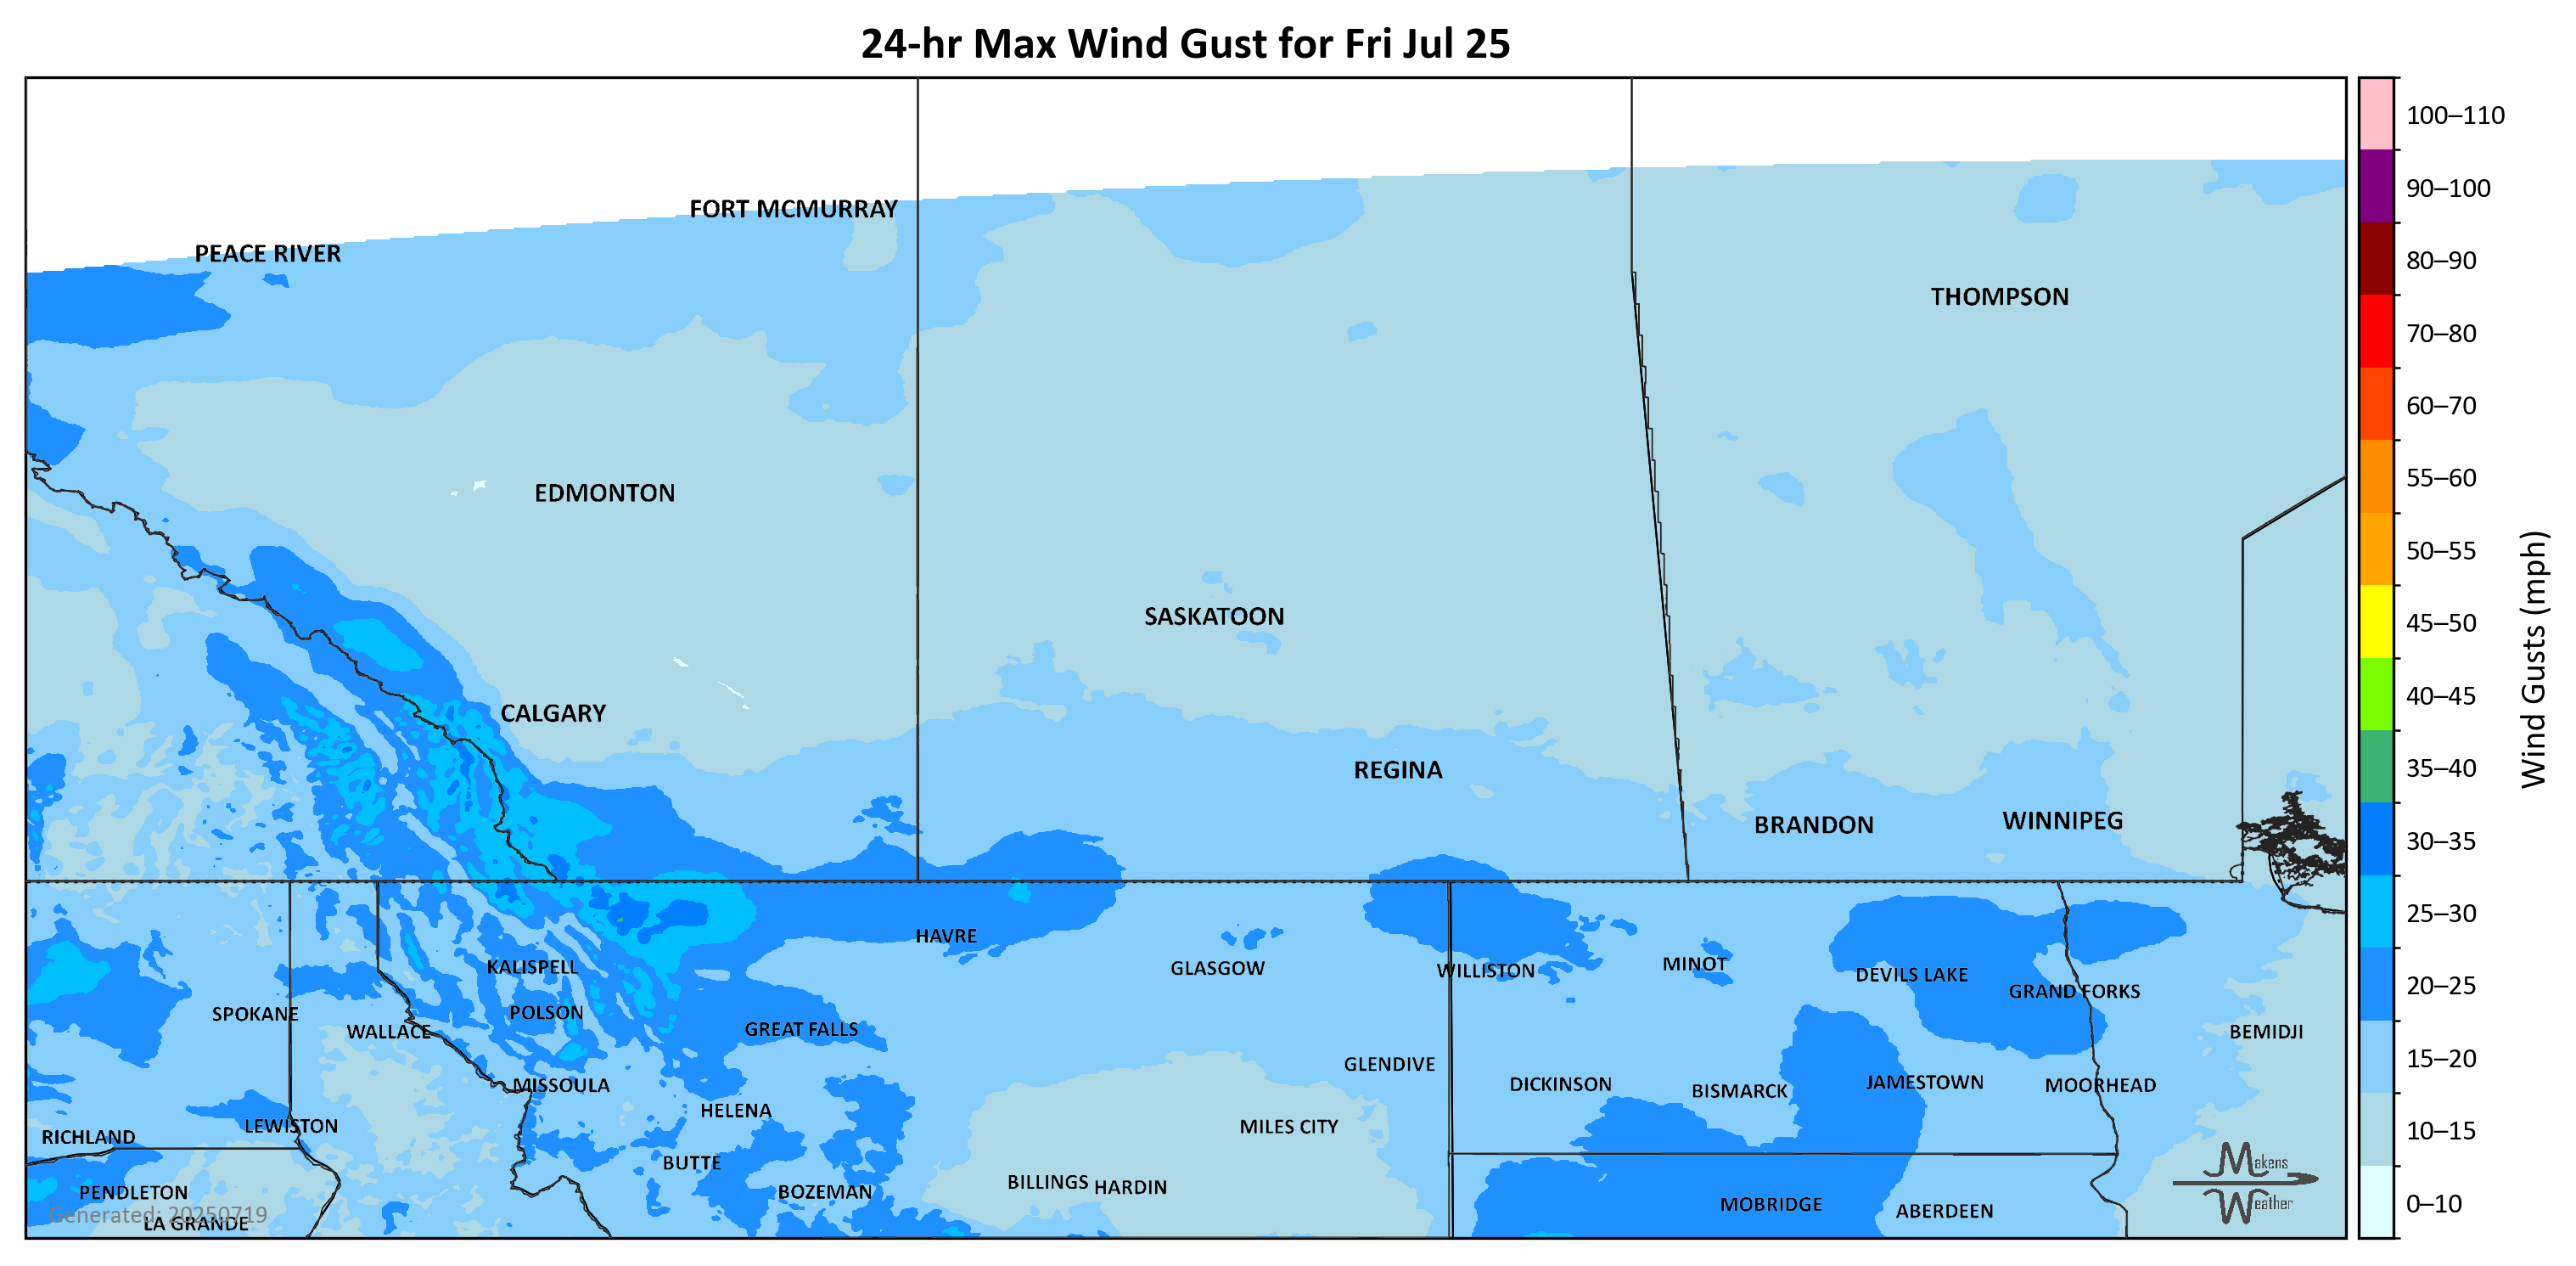 24-hr Max Wind Gust for Fri Jul 25
100–110
FORT MCMURRAY
90–100
PEACE RIVER
80–90
THOMPSON
70–80
60–70
EDMONTON
55–60
50–55
SASKATOON
45–50
Wind Gusts (mph)
CALGARY
40–45
REGINA
35–40
BRANDON
WINNIPEG
30–35
25–30
HAVRE
KALISPELL
GLASGOW
WILLISTON
MINOT
DEVILS LAKE
20–25
GRAND FORKS
SPOKANE
POLSON
WALLACE
GREAT FALLS
BEMIDJI
GLENDIVE
15–20
MISSOULA
DICKINSON
BISMARCK
JAMESTOWN
MOORHEAD
HELENA
LEWISTON
MILES CITY
10–15
RICHLAND
BUTTE
Makens
Weather
PENDLETON
BOZEMAN
BILLINGS
HARDIN
MOBRIDGE
ABERDEEN
0–10
Generated: 20250719
LA GRANDE